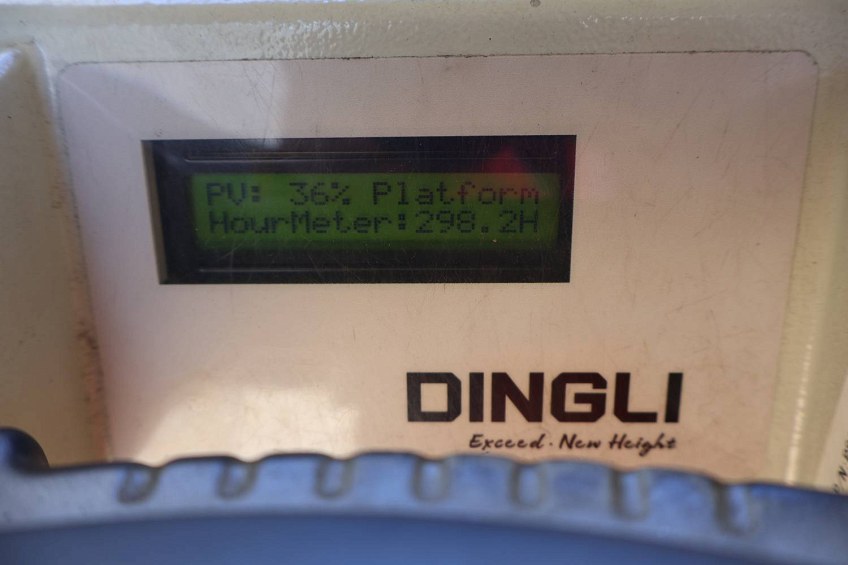 PV: 36% Platform
HourMeter:298.2H
DINGLI
Exceed·New Height